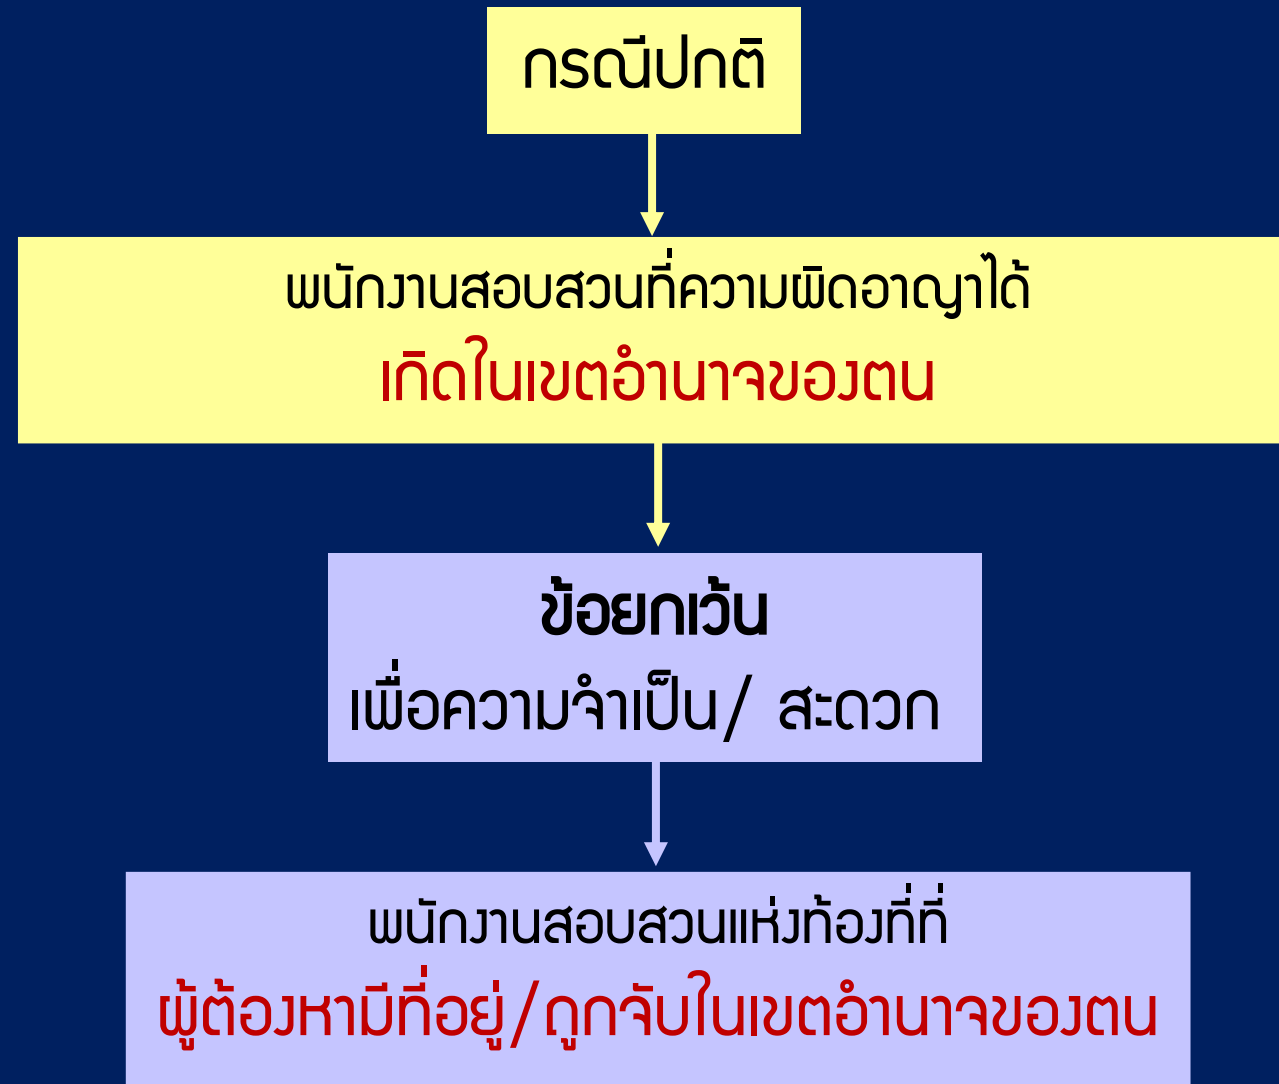 กรณีปกติ
พนักงานสอบสวนที่ความผิดอาญาได้
เกิดในเขตอำนาจของตน
ข้อยกเว้น
เพื่อความจำเป็น/ สะดวก
พนักงานสอบสวนแห่งท้องที่ที่
ผู้ต้องหามีที่อยู่/ถูกจับในเขตอำนาจของตน